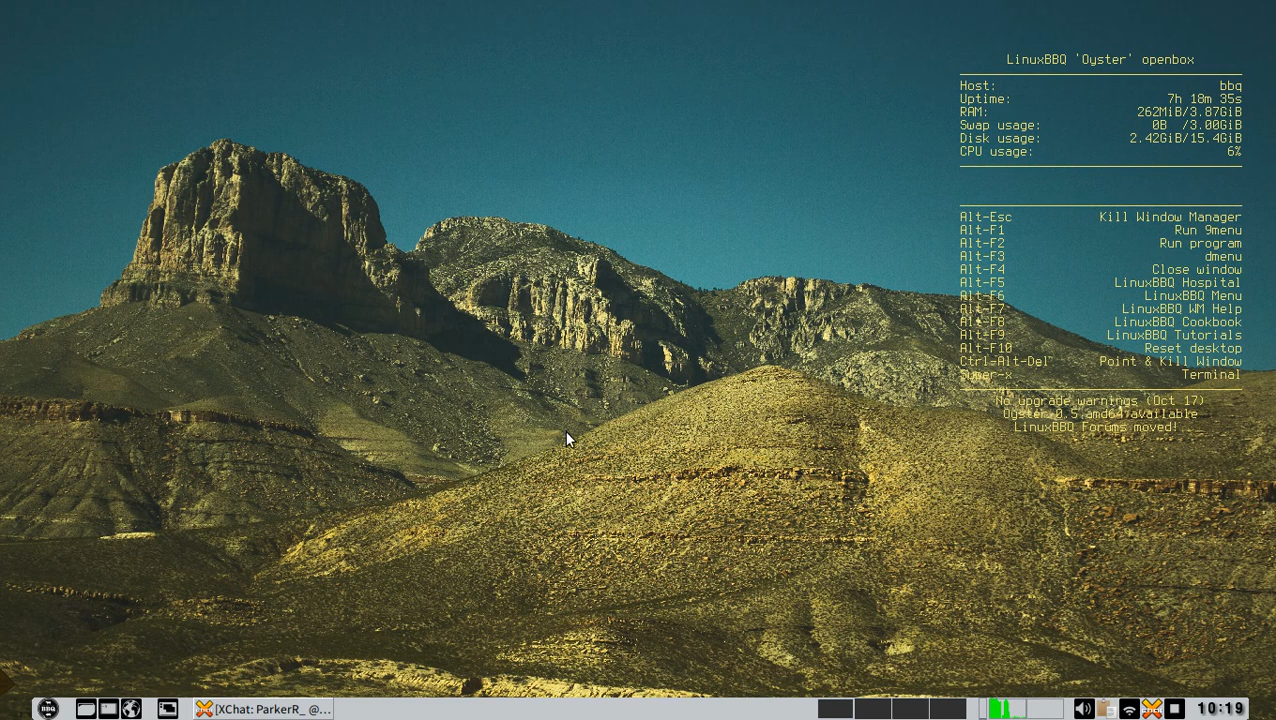 LinuxBBQ 'Oyster' openbox
Host: bbq
Uptime: 7h 18m 35s
RAM: 262MiB/3.87GiB
Swap usage: 0B /3.00GiB
Disk usage: 2.42GiB/15.4GiB
CPU usage: 6%
Alt-Esc Kill Window Manager
Alt-F1 Run 9menu
Alt-F2 Run program
Alt-F3 dmenu
Alt-F4 Close window
Alt-F5 LinuxBBQ Hospital
Alt-F6 LinuxBBQ Menu
Alt-F7 LinuxBBQ WM Help
Alt-F8 LinuxBBQ Cookbook
Alt-F9 LinuxBBQ Tutorials
Alt-F10 Reset desktop
Ctrl-Alt-Del Point & Kill Window
Super-x Terminal
No upgrade warnings (Oct 17)
Oyster-0.5.amd64 available
LinuxBBQ Forums moved!
BBQ
[XChat: ParkerR_ @...
10:19